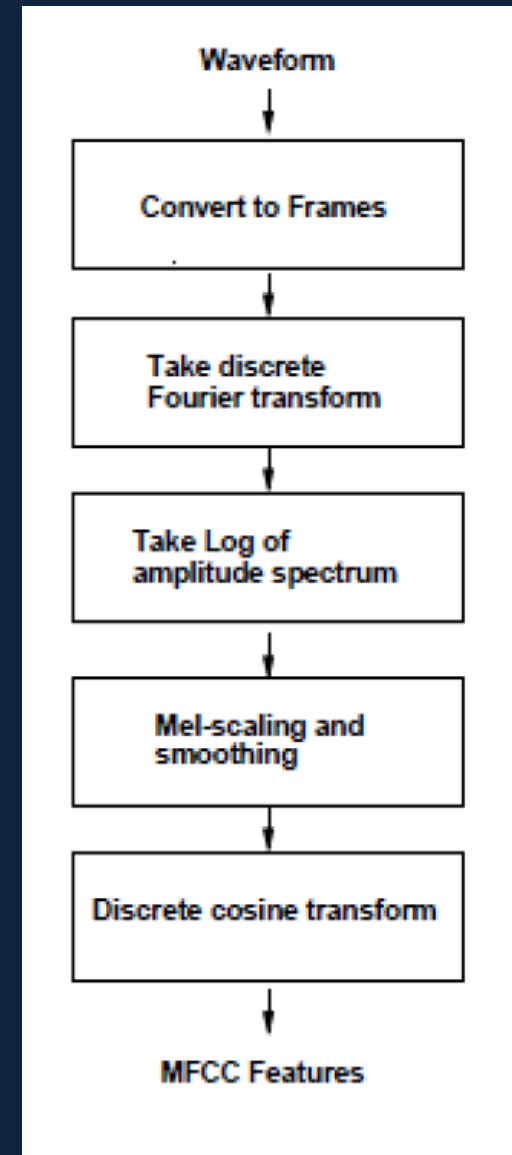 Waveform
Convert to Frames
Take discrete
Fourier transform
Take Log of
amplitude spectrum
Mel-scaling and
smoothing
Discrete cosine transform
MFCC Features